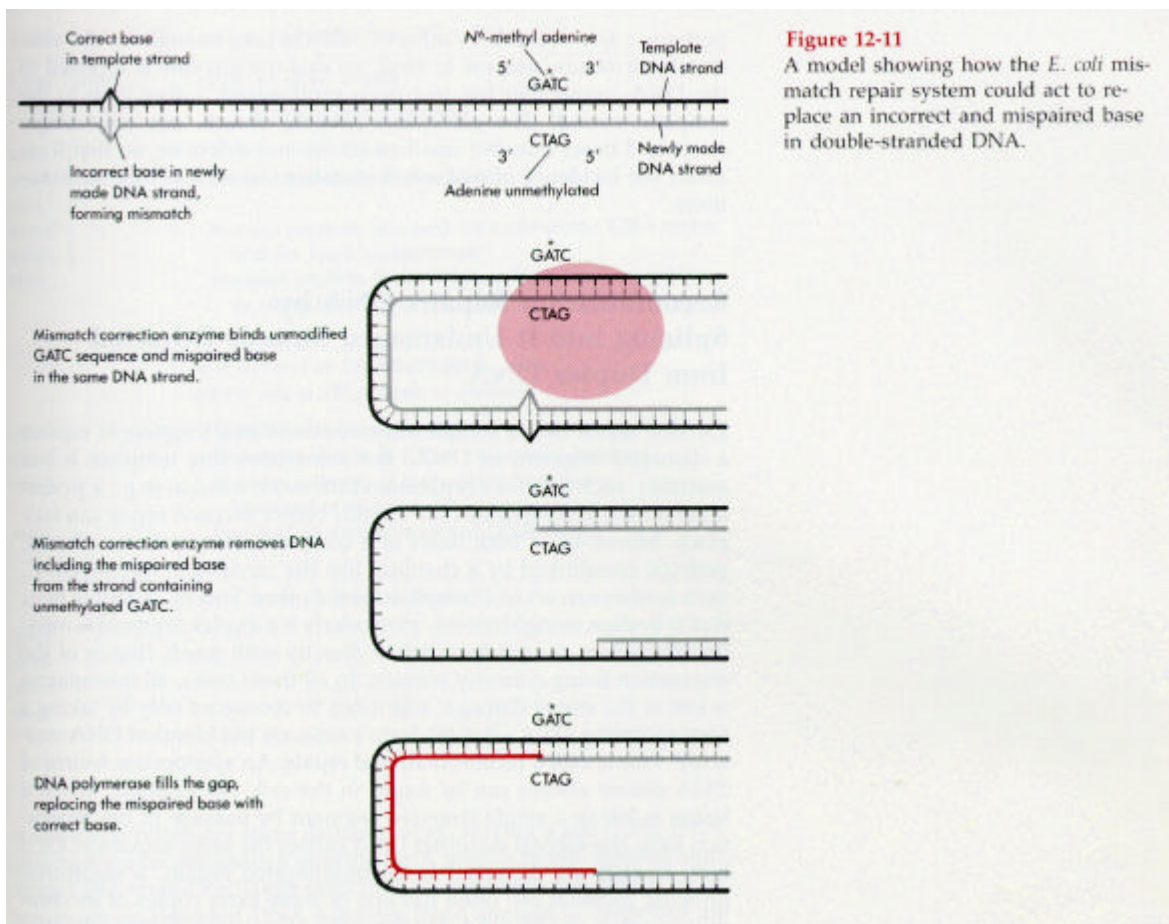 Correct base
in template strand
N⁶-methyl adenine
5' 3'
*
GATC
Template
DNA strand
CTAG
3' 5'
Newly made
DNA strand
Incorrect base in newly
made DNA strand,
forming mismatch
Adenine unmethylated
Figure 12-11
A model showing how the E. coli mis-
match repair system could act to re-
place an incorrect and mispaired base
in double-stranded DNA.
*
GATC
CTAG
Mismatch correction enzyme binds unmodified
GATC sequence and mispaired base
in the same DNA strand.
*
GATC
CTAG
Mismatch correction enzyme removes DNA
including the mispaired base
from the strand containing
unmethylated GATC.
*
GATC
CTAG
DNA polymerase fills the gap,
replacing the mispaired base with
correct base.